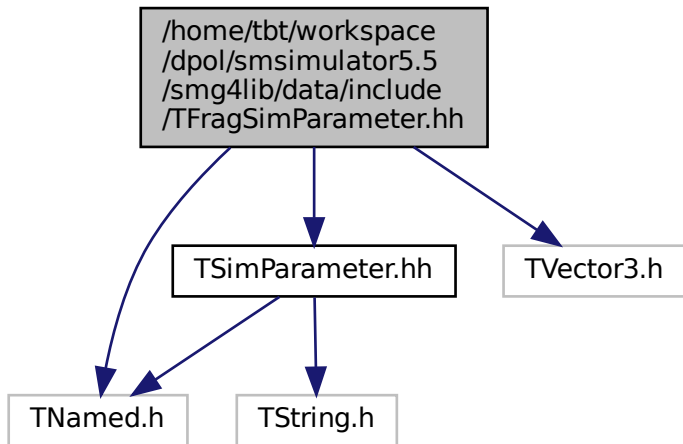 /home/tbt/workspace
/dpol/smsimulator5.5
/smg4lib/data/include
/TFragSimParameter.hh
TSimParameter.hh
TVector3.h
TNamed.h
TString.h